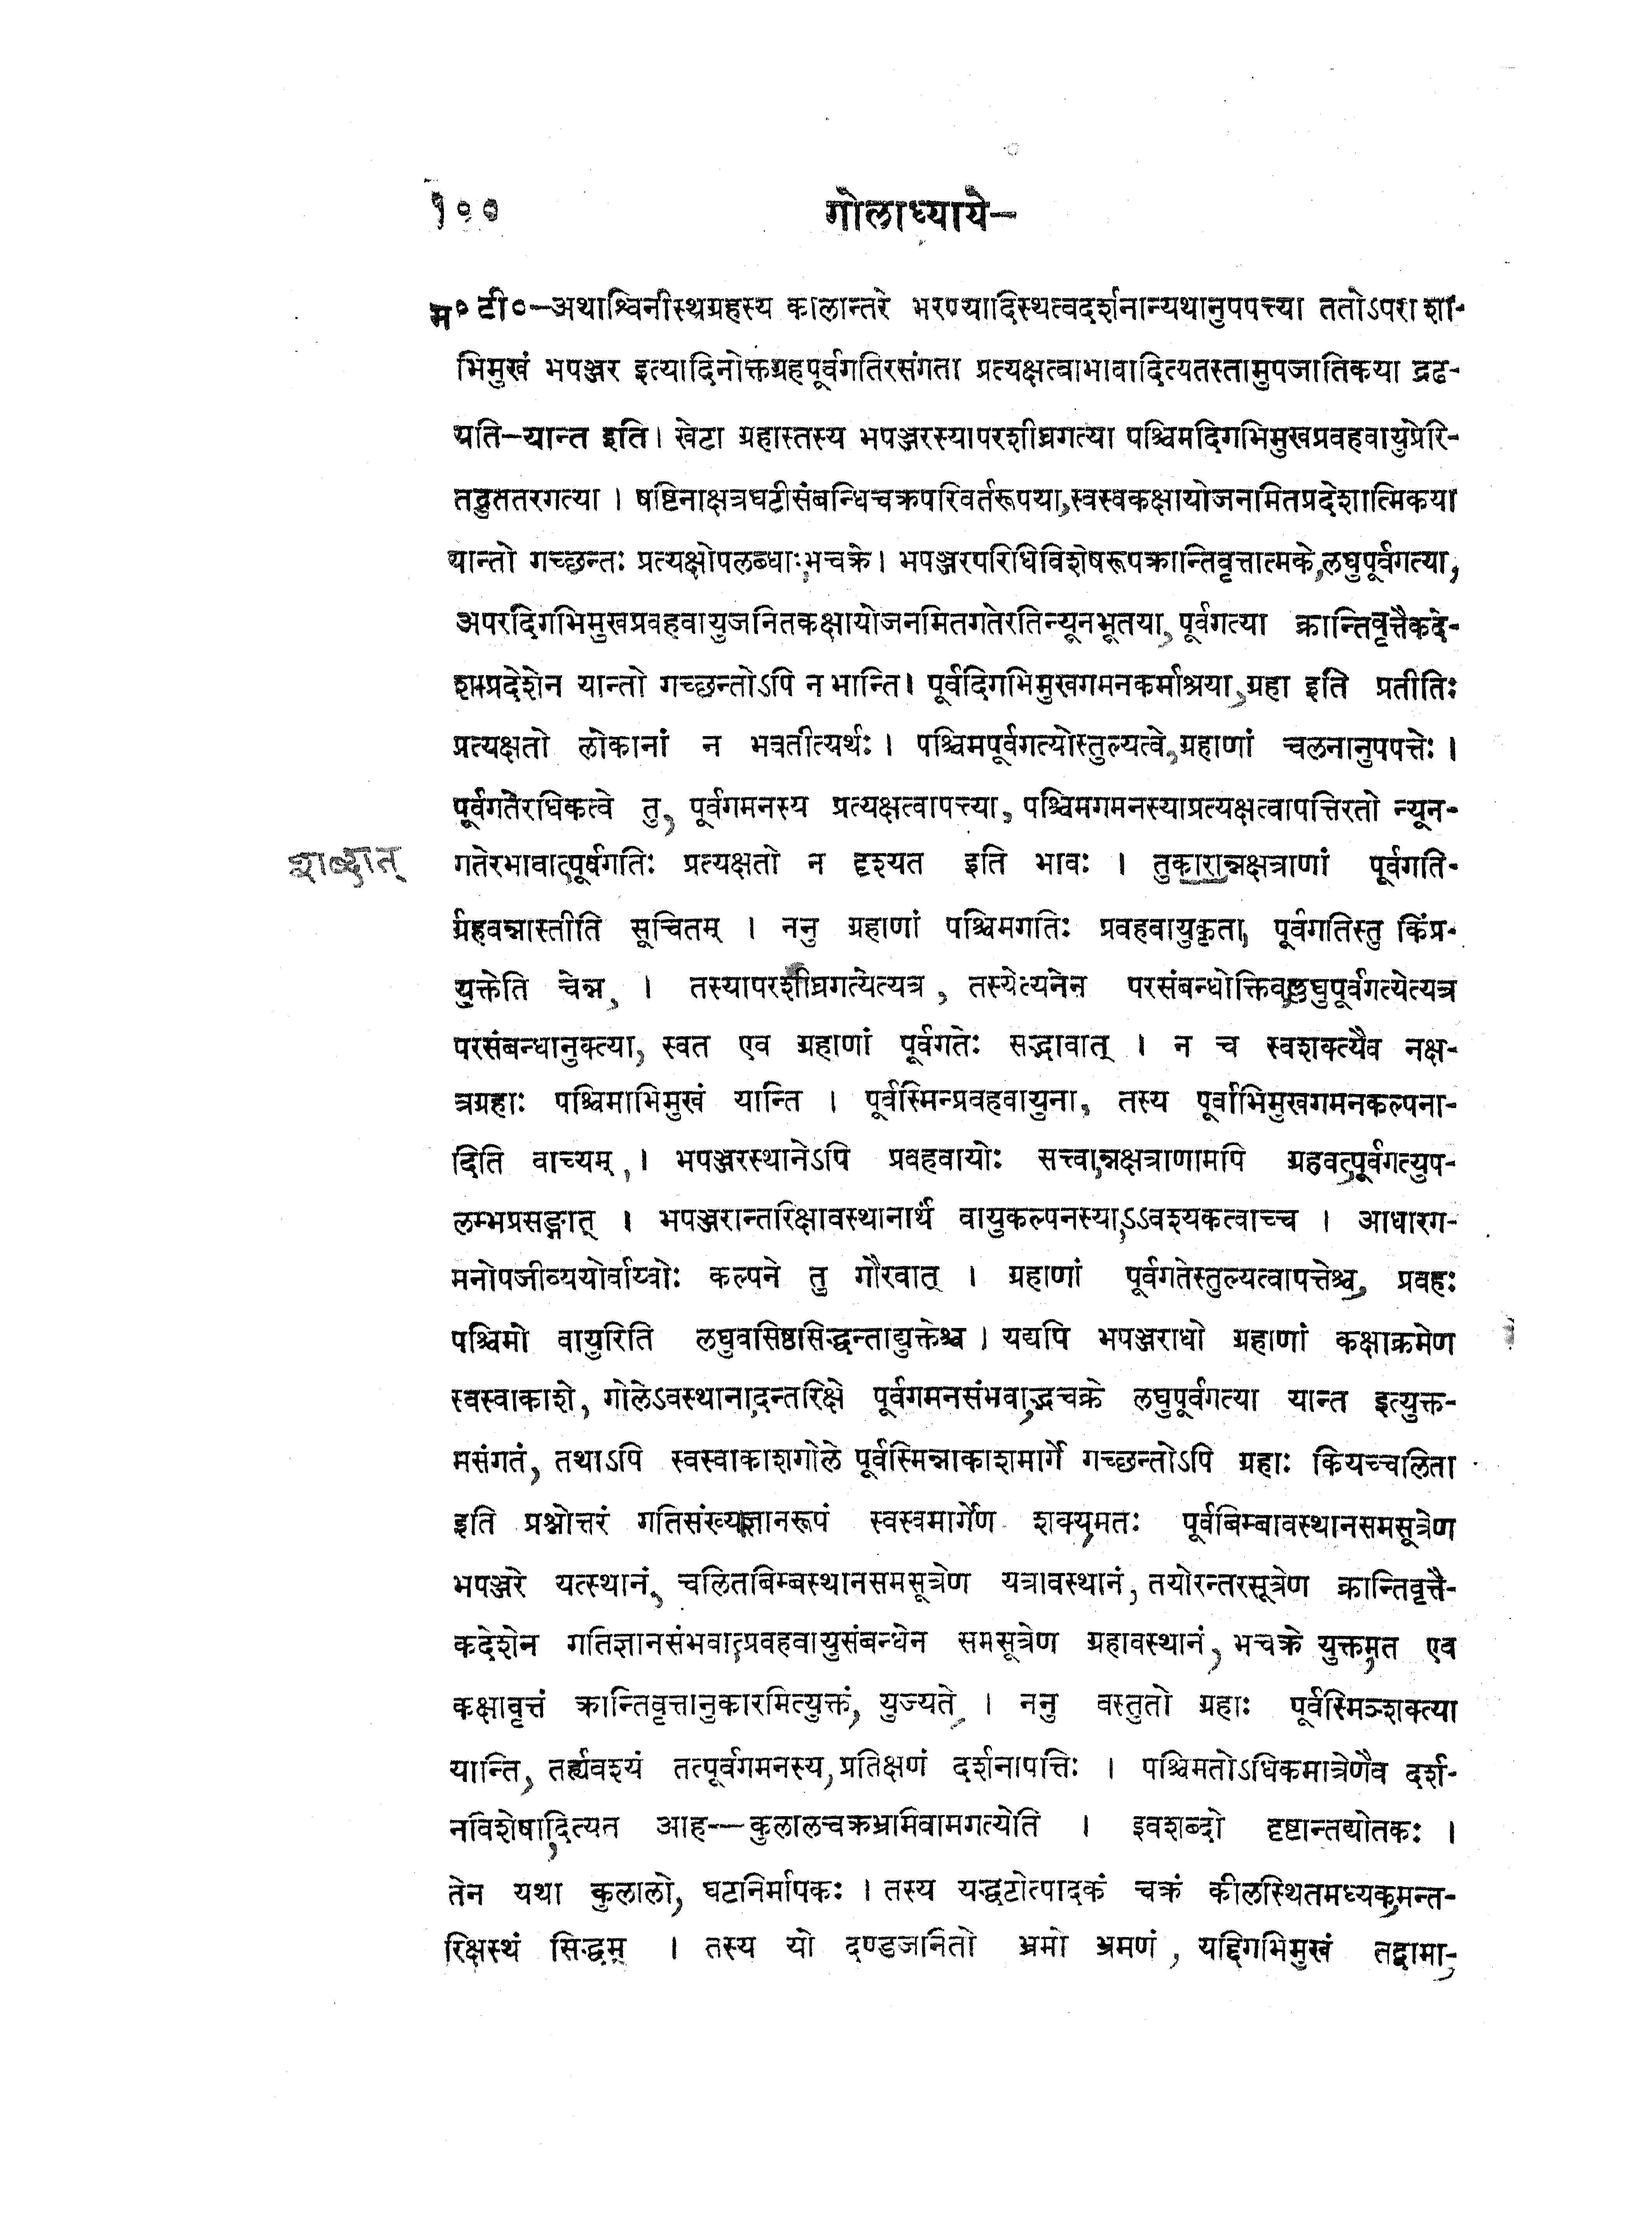 १००
गोलाध्याये—
म० टी०—अथाश्विनीस्थग्रहस्य कालान्तरे भरण्यादिस्थत्वदर्शनान्यथानुपपत्त्या ततोऽपराशा-
भिमुखं भपञ्जर इत्यादिनोक्तग्रहपूर्वगतिरसंगता प्रत्यक्षत्वाभावादित्यतस्तामुपजातिकया द्रढ-
यति—यान्त इति। खेटा ग्रहास्तस्य भपञ्जरस्यापरशीघ्रगत्या पश्चिमदिगभिमुखप्रवहवायुप्रेरि-
तद्रुततरगत्या । षष्टिनाक्षत्रघटीसंबन्धिचक्रपरिवर्तरूपया, स्वस्वकक्षायोजनमितप्रदेशात्मिकया
यान्तो गच्छन्तः प्रत्यक्षोपलब्धाः, भचक्रे। भपञ्जरपरिधिविशेषरूपक्रान्तिवृत्तात्मके, लघुपूर्वगत्या,
अपरदिगभिमुखप्रवहवायुजनितकक्षायोजनमितगतेरतिन्यूनभूतया, पूर्वगत्या क्रान्तिवृत्तैकदे-
शप्रदेशेन यान्तो गच्छन्तोऽपि न भान्ति। पूर्वदिगभिमुखगमनकर्माश्रया, ग्रहा इति प्रतीतिः
प्रत्यक्षतो लोकानां न भवतीत्यर्थः। पश्चिमपूर्वगत्योस्तुल्यत्वे, ग्रहाणां चलनानुपपत्तेः।
पूर्वगतेरधिकत्वे तु, पूर्वगमनस्य प्रत्यक्षत्वापत्त्या, पश्चिमगमनस्याप्रत्यक्षत्वापत्तिरतो न्यून-
शब्दात्
गतेरभावात्पूर्वगतिः प्रत्यक्षतो न दृश्यत इति भावः । तुकारान्नक्षत्राणां पूर्वगति-
र्ग्रहवन्नास्तीति सूचितम् । ननु ग्रहाणां पश्चिमगतिः प्रवहवायुकृता, पूर्वगतिस्तु किंप्र-
युक्तेति चेन्न, । तस्यापरशीघ्रगत्येत्यत्र, तस्येत्यनेन परसंबन्धोक्तिवल्लघुपूर्वगत्येत्यत्र
परसंबन्धानुक्त्या, स्वत एव ग्रहाणां पूर्वगतेः सद्भावात् । न च स्वशक्त्यैव नक्ष-
त्रग्रहाः पश्चिमाभिमुखं यान्ति । पूर्वस्मिन्प्रवहवायुना, तस्य पूर्वाभिमुखगमनकल्पना-
दिति वाच्यम्, । भपञ्जरस्थानेऽपि प्रवहवायोः सत्त्वान्नक्षत्राणामपि ग्रहवत्पूर्वगत्युप-
लम्भप्रसङ्गात् । भपञ्जरान्तरिक्षावस्थानार्थं वायुकल्पनस्या,ऽऽवश्यकत्वाच्च । आधारग-
मनोपजीव्ययोर्वाय्वोः कल्पने तु गौरवात् । ग्रहाणां पूर्वगतेस्तुल्यत्वापत्तेश्च, प्रवहः
पश्चिमो वायुरिति लघुवसिष्ठसिद्धन्ताद्युक्तेश्च। यद्यपि भपञ्जराधो ग्रहाणां कक्षाक्रमेण
स्वस्वाकाशे, गोलेऽवस्थानादन्तरिक्षे पूर्वगमनसंभवाद्भचक्रे लघुपूर्वगत्या यान्त इत्युक्त-
मसंगतं, तथाऽपि स्वस्वाकाशगोले पूर्वस्मिन्नाकाशमार्गे गच्छन्तोऽपि ग्रहाः कियच्चलिता
इति प्रश्नोत्तरं गतिसंख्याज्ञानरूपं स्वस्वमार्गेण शक्यमतः पूर्वबिम्बावस्थानसमसूत्रेण
भपञ्जरे यत्स्थानं, चलितबिम्बस्थानसमसूत्रेण यत्रावस्थानं, तयोरन्तरसूत्रेण क्रान्तिवृत्तै-
कदेशेन गतिज्ञानसंभवात्प्रवहवायुसंबन्धेन समसूत्रेण ग्रहावस्थानं, भचक्रे युक्तमत एव
कक्षावृत्तं क्रान्तिवृत्तानुकारमित्युक्तं, युज्यते, । ननु वस्तुतो ग्रहाः पूर्वस्मिञ्शक्त्या
यान्ति, तर्ह्यवश्यं तत्पूर्वगमनस्य, प्रतिक्षणं दर्शनापत्तिः । पश्चिमतोऽधिकमात्रेणैव दर्श-
नविशेषादित्यत आह—कुलालचक्रभ्रमिवामगत्येति । इवशब्दो दृष्टान्तद्योतकः ।
तेन यथा कुलालो, घटनिर्मापकः। तस्य यद्घटोत्पादकं चक्रं कीलस्थितमध्यकमन्त-
रिक्षस्थं सिद्धम् । तस्य यो दण्डजनितो भ्रमो भ्रमणं, यद्दिगभिमुखं तद्वामा-